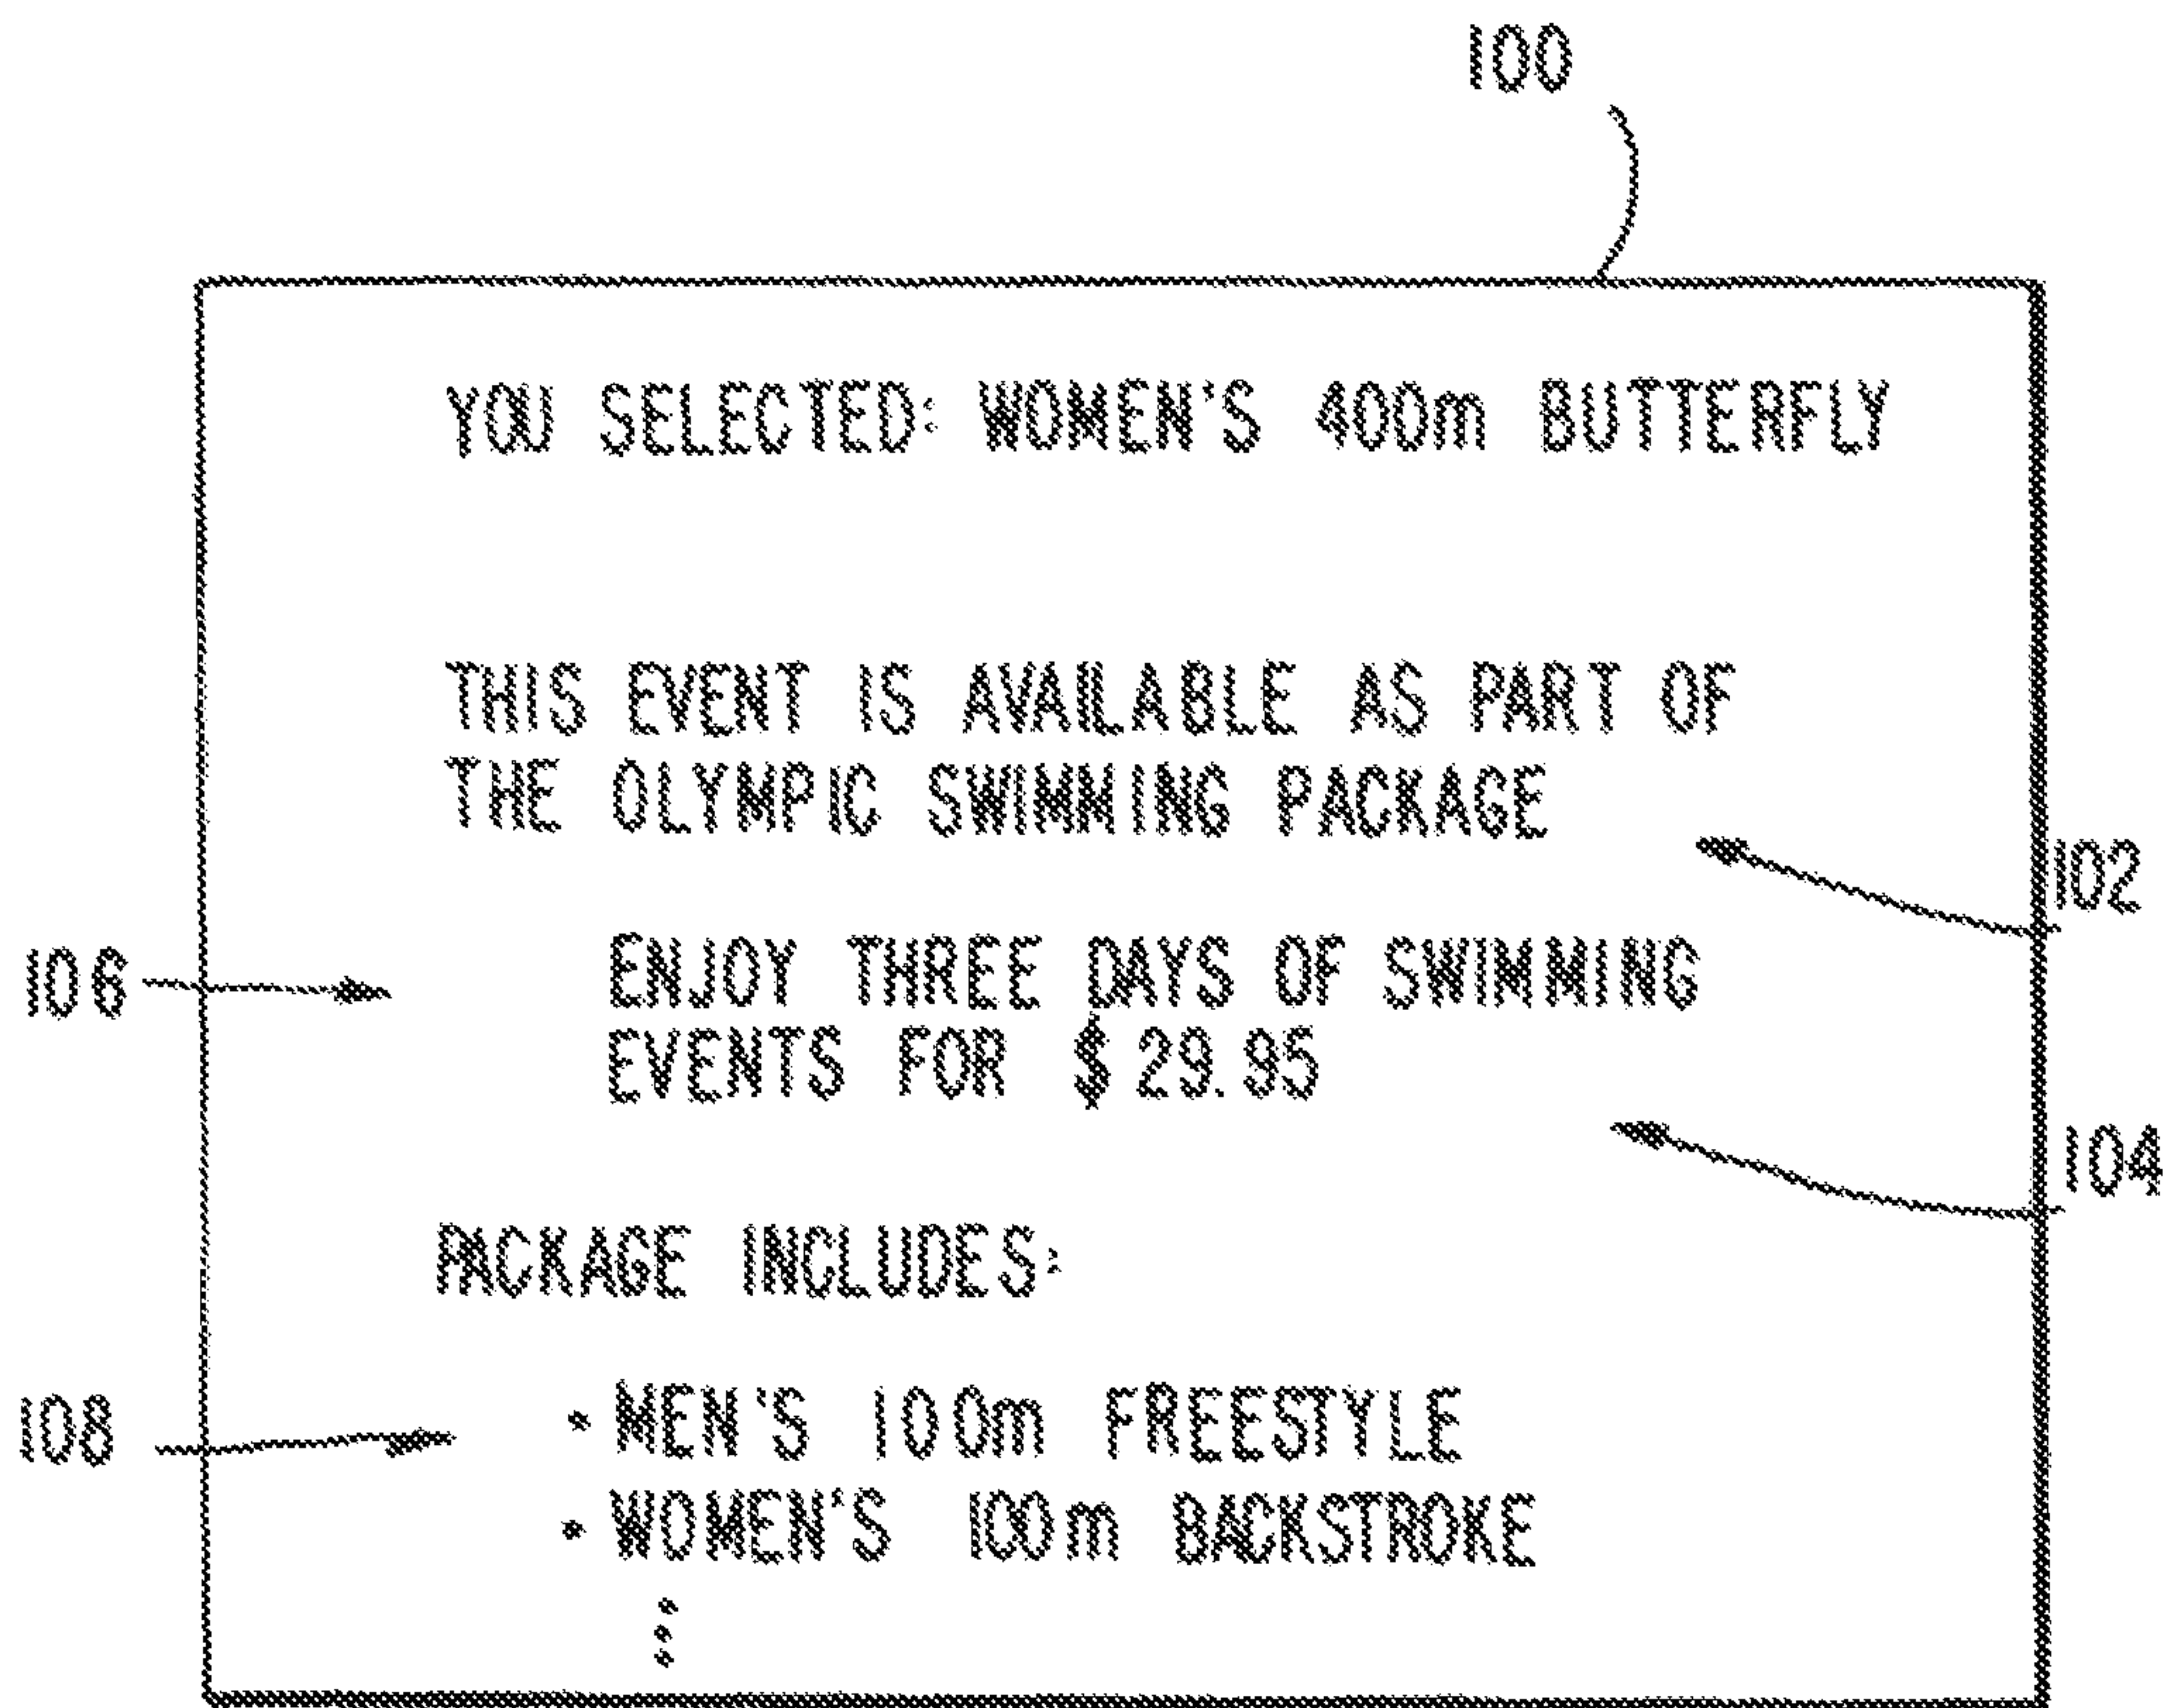 100
YOU SELECTED: WOMEN'S 400m BUTTERFLY
THIS EVENT IS AVAILABLE AS PART OF
THE OLYMPIC SWIMMING PACKAGE
102
106
ENJOY THREE DAYS OF SWIMMING
EVENTS FOR $ 29.95
104
PACKAGE INCLUDES:
108
• MEN'S 100m FREESTYLE
• WOMEN'S 100m BACKSTROKE